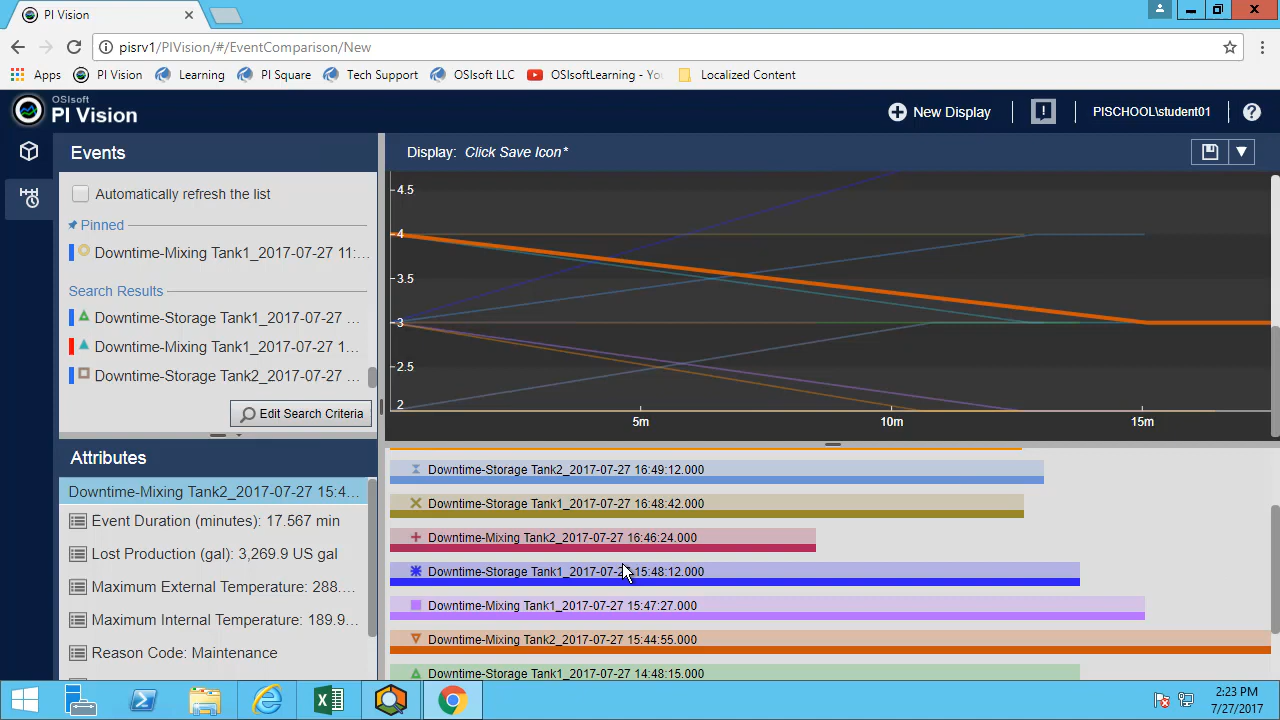 PI Vision
pisrv1/PIVision/#/EventComparison/New
Apps
PI Vision
Learning
PI Square
Tech Support
OSIsoft LLC
OSIsoftLearning - You
Localized Content
OSIsoft
PI Vision
New Display
PISCHOOL\student01
Events
Automatically refresh the list
Pinned
Downtime-Mixing Tank1_2017-07-27 11:...
Search Results
Downtime-Storage Tank1_2017-07-27 ...
Downtime-Mixing Tank1_2017-07-27 1...
Downtime-Storage Tank2_2017-07-27 ...
Edit Search Criteria
Attributes
Downtime-Mixing Tank2_2017-07-27 15:4...
Event Duration (minutes): 17.567 min
Lost Production (gal): 3,269.9 US gal
Maximum External Temperature: 288....
Maximum Internal Temperature: 189.9...
Reason Code: Maintenance
Display: Click Save Icon*
4.5
4
3.5
3
2.5
2
5m
10m
15m
Downtime-Storage Tank2_2017-07-27 16:49:12.000
Downtime-Storage Tank1_2017-07-27 16:48:42.000
Downtime-Mixing Tank2_2017-07-27 16:46:24.000
Downtime-Storage Tank1_2017-07-27 15:48:12.000
Downtime-Mixing Tank1_2017-07-27 15:47:27.000
Downtime-Mixing Tank2_2017-07-27 15:44:55.000
Downtime-Storage Tank1_2017-07-27 14:48:15.000
2:23 PM
7/27/2017